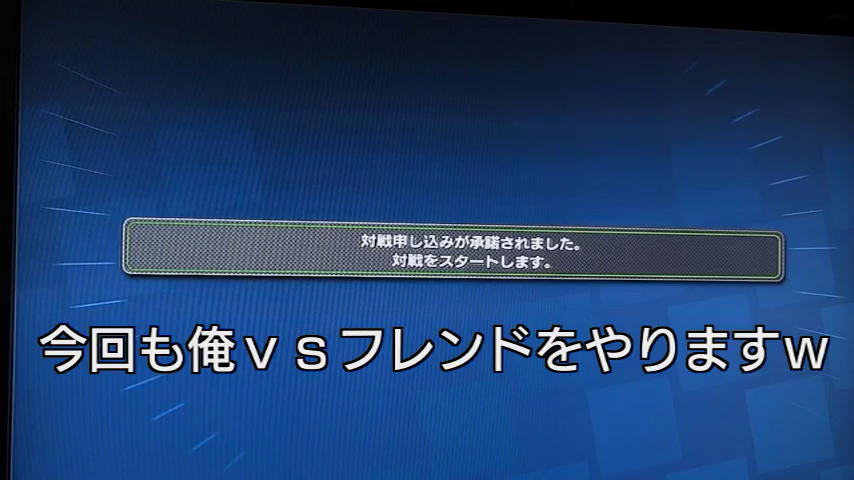 対戦申し込みが承諾されました。
対戦をスタートします。
今回も俺ｖｓフレンドをやりますw